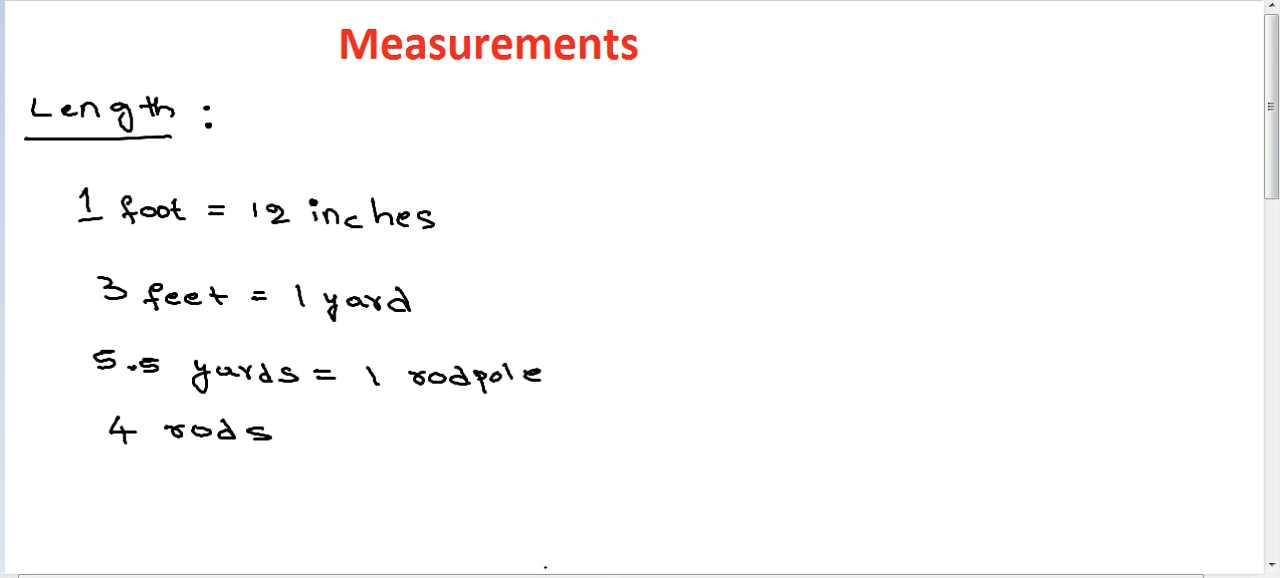 Measurements
Length :
1 foot = 12 inches
3 feet = 1 yard
5.5 yards = 1 rodpole
4 rods